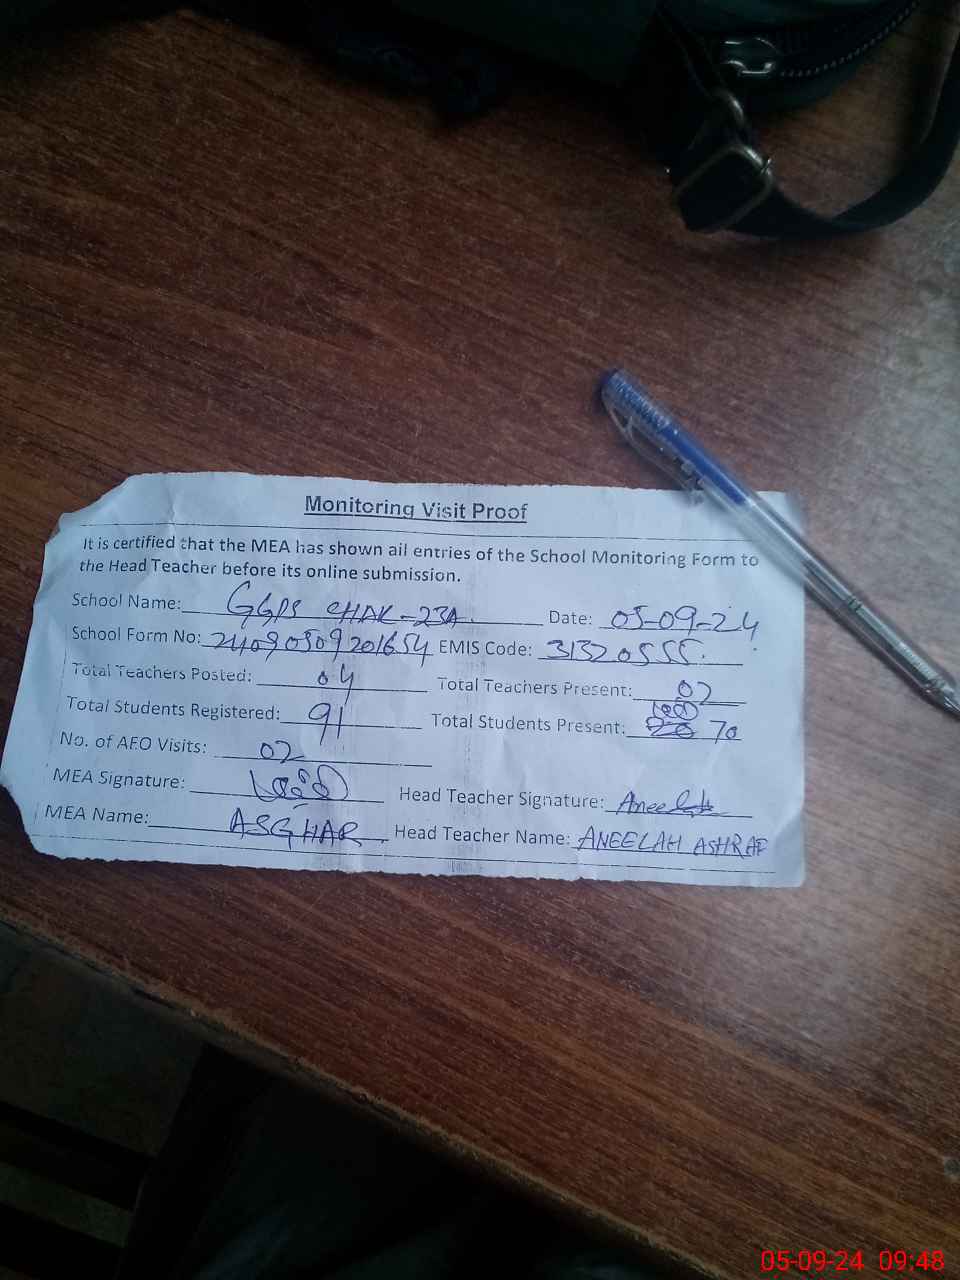 Monitoring Visit Proof
It is certified that the MEA has shown all entries of the School Monitoring Form to
the Head Teacher before its online submission.
School Name: GGPS CHAK-23A. Date: 05-09-24
School Form No: 241090509201654 EMIS Code: 31320555.
Total Teachers Posted: 04 Total Teachers Present: 02
Total Students Registered: 91 Total Students Present: 70
No. of AEO Visits: 02
MEA Signature: Head Teacher Signature: Aneelah
MEA Name: ASGHAR Head Teacher Name: ANEELAH ASHRAF
05-09-24 09:48